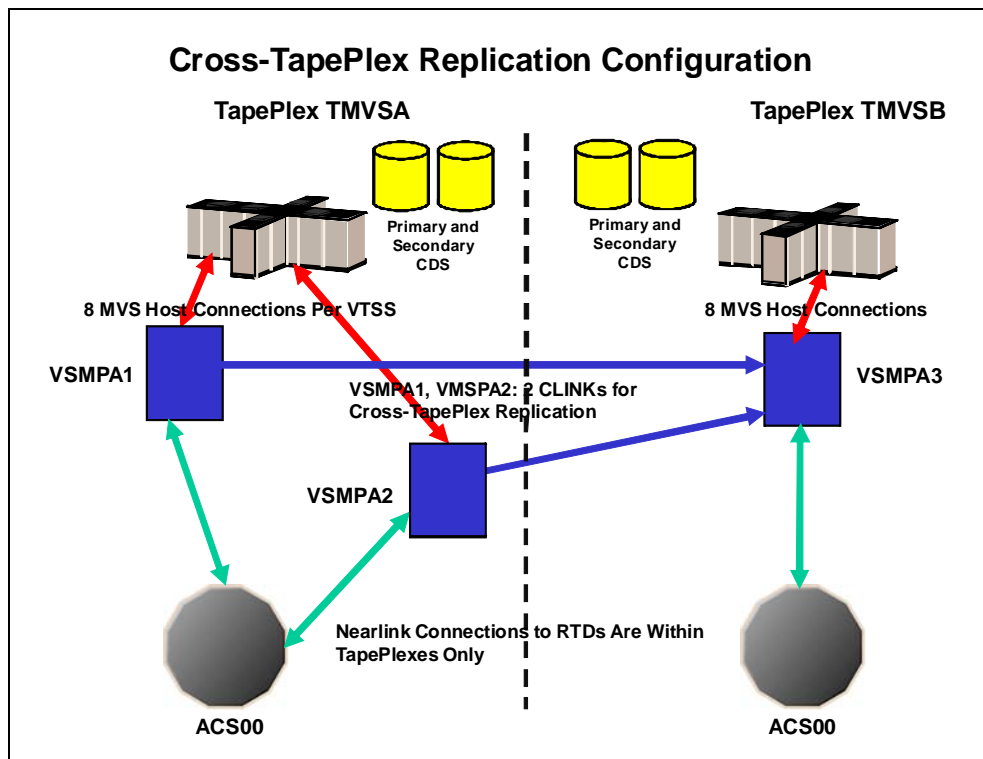 Cross-TapePlex Replication Configuration
TapePlex TMVSA
TapePlex TMVSB
Primary and
Secondary
CDS
Primary and
Secondary
CDS
8 MVS Host Connections Per VTSS
8 MVS Host Connections
VSMPA1
VSMPA3
VSMPA1, VMSPA2: 2 CLINKs for
Cross-TapePlex Replication
VSMPA2
Nearlink Connections to RTDs Are Within
TapePlexes Only
ACS00
ACS00